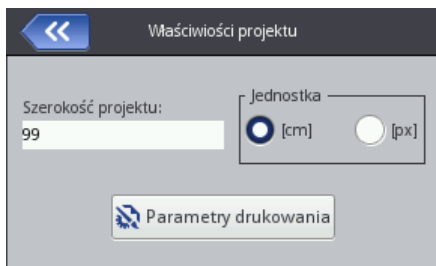 Właściwości projektu
Szerokość projektu:
99
Jednostka
[cm]
[px]
Parametry drukowania